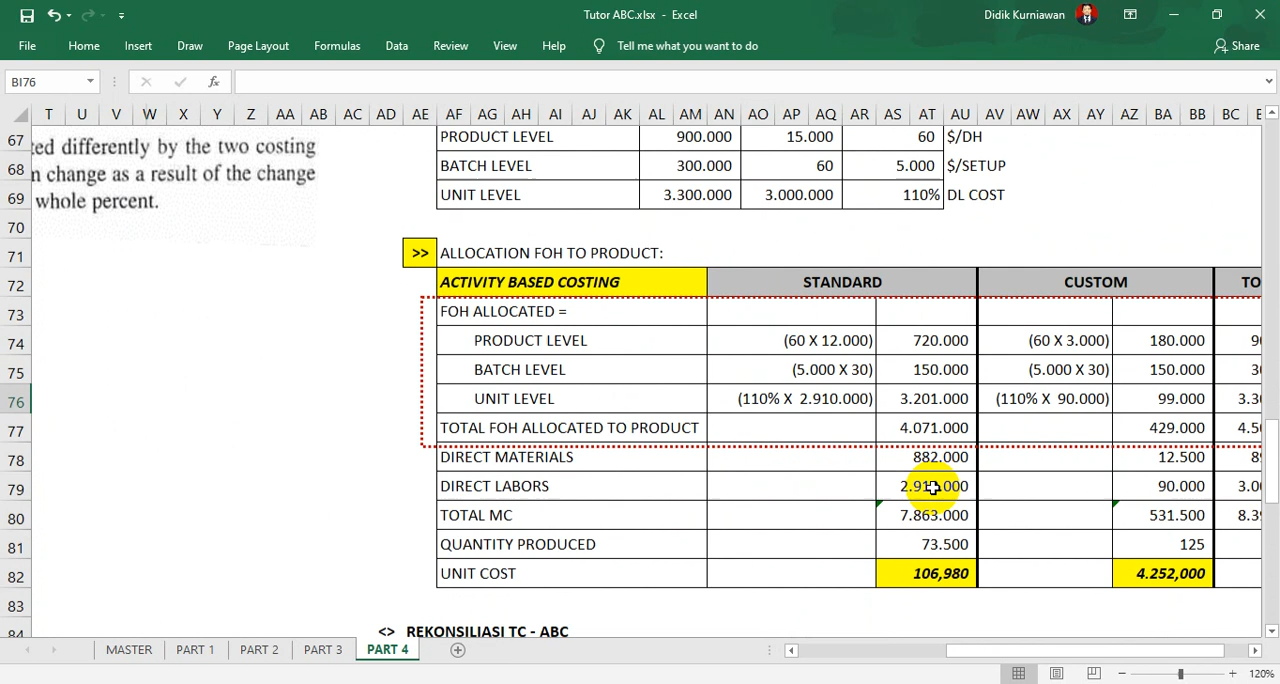 Tutor ABC.xlsx - Excel
Didik Kurniawan
File Home Insert Draw Page Layout Formulas Data Review View Help Tell me what you want to do Share
BI76 fx
T U V W X Y Z AA AB AC AD AE AF AG AH AI AJ AK AL AM AN AO AP AQ AR AS AT AU AV AW AX AY AZ BA BB BC
67 PRODUCT LEVEL 900.000 15.000 60 $/DH
ted differently by the two costing
68 BATCH LEVEL 300.000 60 5.000 $/SETUP
n change as a result of the change
69 UNIT LEVEL 3.300.000 3.000.000 110% DL COST
whole percent.
70
71 >> ALLOCATION FOH TO PRODUCT:
72 ACTIVITY BASED COSTING STANDARD CUSTOM TO
73 FOH ALLOCATED =
74 PRODUCT LEVEL (60 X 12.000) 720.000 (60 X 3.000) 180.000
75 BATCH LEVEL (5.000 X 30) 150.000 (5.000 X 30) 150.000
76 UNIT LEVEL (110% X 2.910.000) 3.201.000 (110% X 90.000) 99.000
77 TOTAL FOH ALLOCATED TO PRODUCT 4.071.000 429.000
78 DIRECT MATERIALS 882.000 12.500
79 DIRECT LABORS 90.000
80 TOTAL MC 7.863.000 531.500
81 QUANTITY PRODUCED 73.500 125
82 UNIT COST 106,980 4.252,000
83
84 <> REKONSILIASI TC - ABC
MASTER PART 1 PART 2 PART 3 PART 4
120%